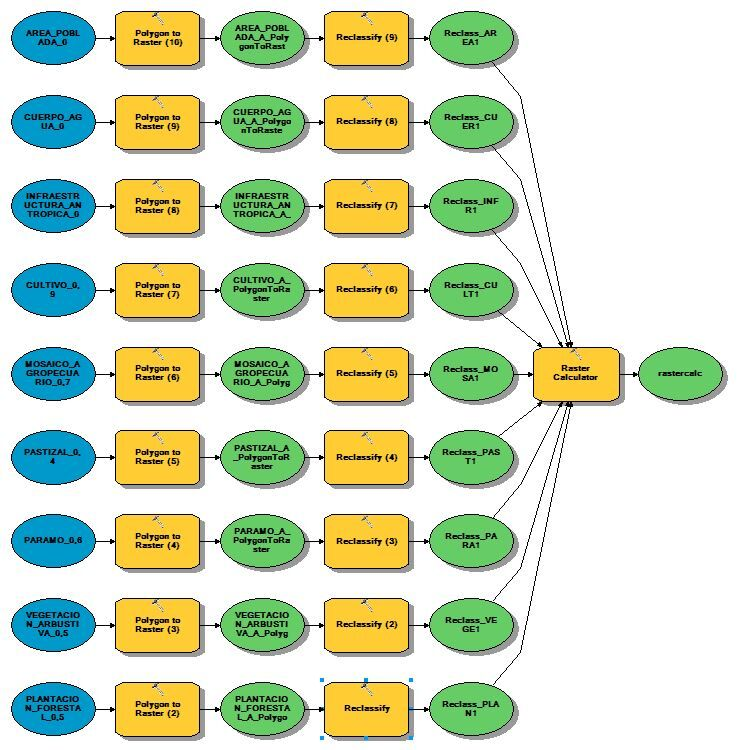 AREA_POBL
ADA_0
Polygon to
Raster (10)
AREA_POBL
ADA_A_Poly
gonToRast
Reclassify (9)
Reclass_AR
EA1
CUERPO_AG
UA_0
Polygon to
Raster (9)
CUERPO_AG
UA_A_Polygo
nToRaste
Reclassify (8)
Reclass_CU
ER1
INFRAESTR
UCTURA_AN
TROPICA_0
Polygon to
Raster (8)
INFRAESTR
UCTURA_AN
TROPICA_A_
Reclassify (7)
Reclass_INF
R1
CULTIVO_0,
9
Polygon to
Raster (7)
CULTIVO_A_
PolygonToRa
ster
Reclassify (6)
Reclass_CU
LT1
MOSAICO_A
GROPECUA
RIO_0,7
Polygon to
Raster (6)
MOSAICO_A
GROPECUA
RIO_A_Polyg
Reclassify (5)
Reclass_MO
SA1
Raster
Calculator
rastercalc
PASTIZAL_0,
4
Polygon to
Raster (5)
PASTIZAL_A
_PolygonToR
aster
Reclassify (4)
Reclass_PAS
T1
PARAMO_0,6
Polygon to
Raster (4)
PARAMO_A_
PolygonToRa
ster
Reclassify (3)
Reclass_PA
RA1
VEGETACIO
N_ARBUSTI
VA_0,5
Polygon to
Raster (3)
VEGETACIO
N_ARBUSTI
VA_A_Polyg
Reclassify (2)
Reclass_VE
GE1
PLANTACIO
N_FORESTA
L_0,5
Polygon to
Raster (2)
PLANTACIO
N_FORESTA
L_A_Polygo
Reclassify
Reclass_PLA
N1